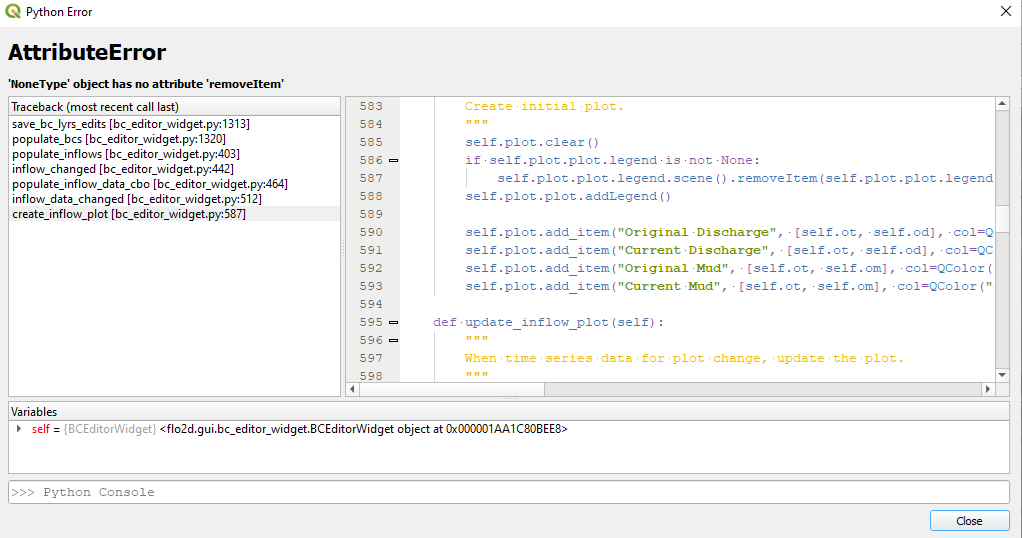 Python Error
AttributeError
'NoneType' object has no attribute 'removeItem'
Traceback (most recent call last)
save_bc_lyrs_edits [bc_editor_widget.py:1313]
populate_bcs [bc_editor_widget.py:1320]
populate_inflows [bc_editor_widget.py:403]
inflow_changed [bc_editor_widget.py:442]
populate_inflow_data_cbo [bc_editor_widget.py:464]
inflow_data_changed [bc_editor_widget.py:512]
create_inflow_plot [bc_editor_widget.py:587]
583 Create·initial·plot.
584 """
585 self.plot.clear()
586 if·self.plot.plot.legend·is·not·None:
587 self.plot.plot.legend.scene().removeItem(self.plot.plot.legend
588 self.plot.plot.addLegend()
589
590 self.plot.add_item("Original·Discharge",·[self.ot,·self.od],·col=Q
591 self.plot.add_item("Current·Discharge",·[self.ot,·self.od],·col=QC
592 self.plot.add_item("Original·Mud",·[self.ot,·self.om],·col=QColor(
593 self.plot.add_item("Current·Mud",·[self.ot,·self.om],·col=QColor("
594
595 def·update_inflow_plot(self):
596 """
597 When·time·series·data·for·plot·change,·update·the·plot.
598 """
Variables
self = {BCEditorWidget} <flo2d.gui.bc_editor_widget.BCEditorWidget object at 0x000001AA1C80BEE8>
>>> Python Console
Close